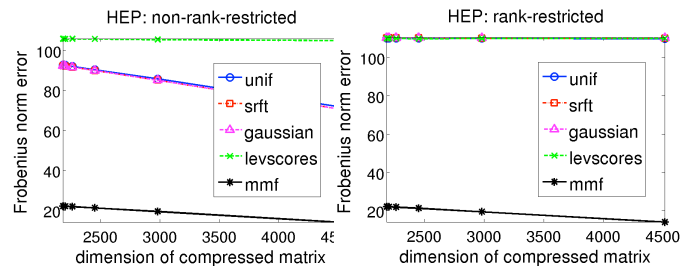 HEP: non-rank-restricted
Frobenius norm error
100
80
60
40
20
unif
srft
gaussian
levscores
mmf
2500 3000 3500 4000 4500
dimension of compressed matrix
HEP: rank-restricted
Frobenius norm error
100
80
60
40
20
unif
srft
gaussian
levscores
mmf
2500 3000 3500 4000 4500
dimension of compressed matrix